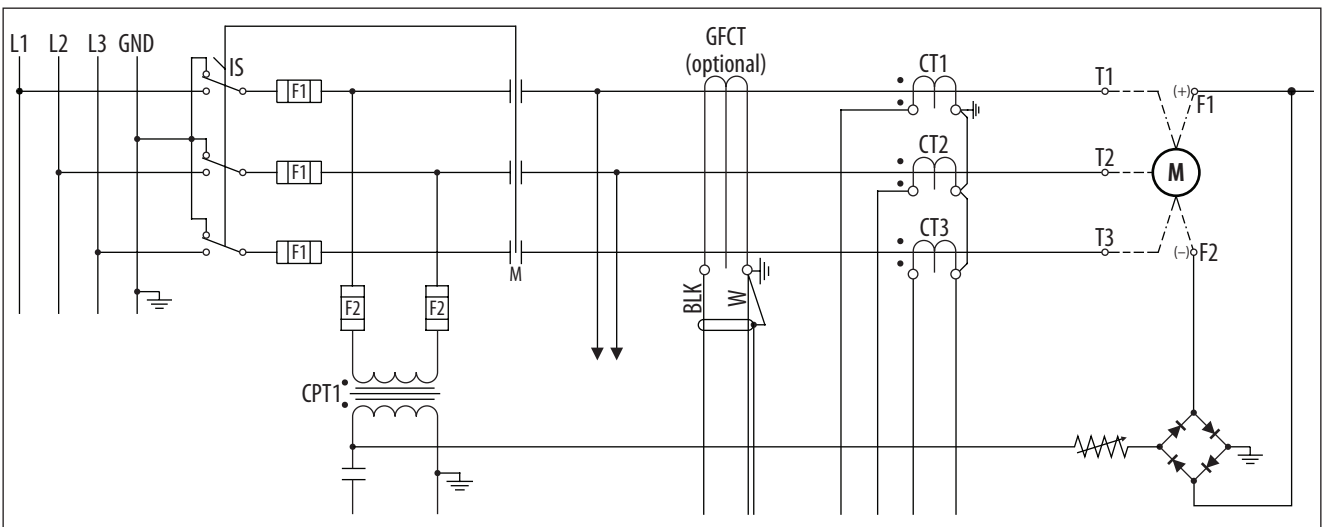 L1 L2 L3 GND
IS
GFCT
(optional)
CT1
F1
T1
(+)
F1
CT2
F1
T2
M
CT3
F1
M
T3
(–)
F2
F2
F2
BLK
W
CPT1